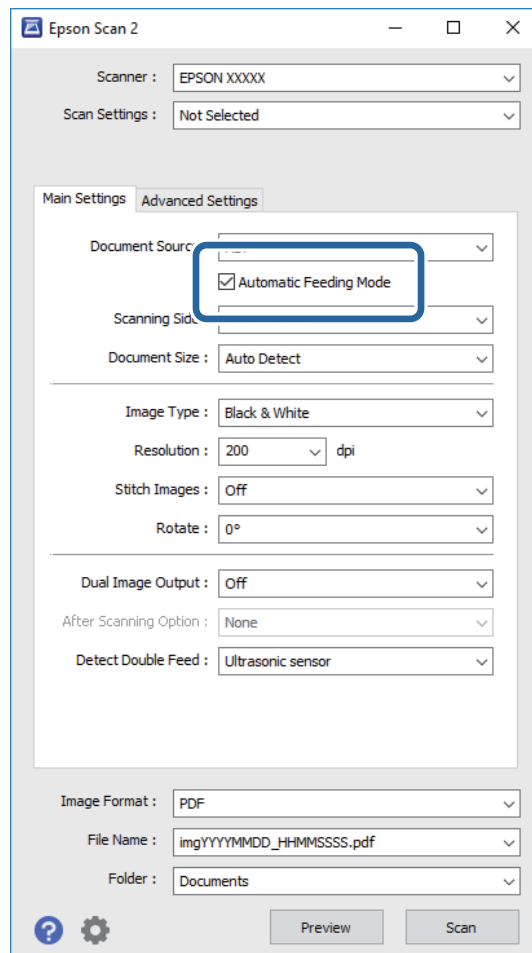 Epson Scan 2
Scanner : EPSON XXXXX
Scan Settings : Not Selected
Main Settings Advanced Settings
Document
Automatic Feeding Mode
Scanning
Document Size : Auto Detect
Image Type : Black & White
Resolution : 200 dpi
Stitch Images : Off
Rotate : 0°
Dual Image Output : Off
After Scanning Option : None
Detect Double Feed : Ultrasonic sensor
Image Format : PDF
File Name : imgYYYYMMDD_HHMMSSSS.pdf
Folder : Documents
? Preview Scan